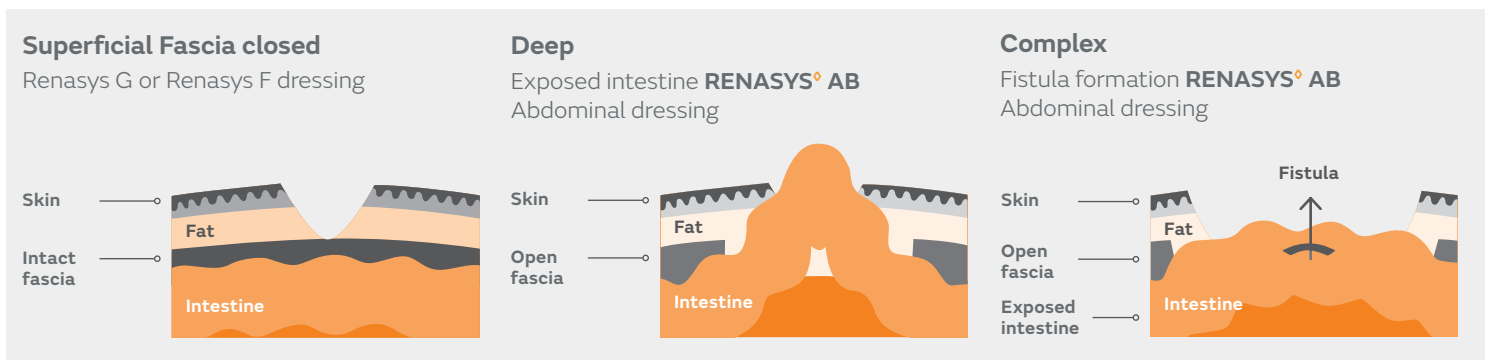 Superficial Fascia closed
Renasys G or Renasys F dressing
Skin
Fat
Intact
fascia
Intestine
Deep
Exposed intestine RENASYS◊ AB
Abdominal dressing
Skin
Fat
Open
fascia
Intestine
Complex
Fistula formation RENASYS◊ AB
Abdominal dressing
Fistula
Skin
Fat
Open
fascia
Intestine
Exposed
intestine